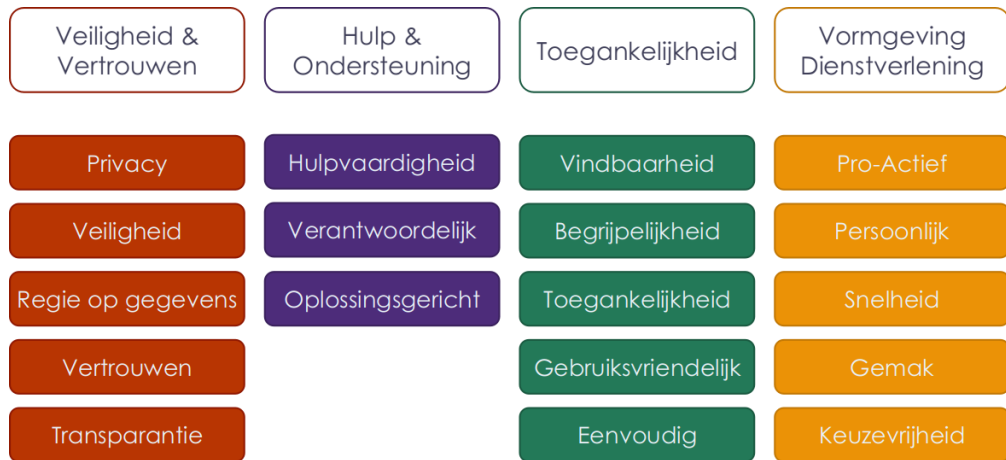 Veiligheid &
Vertrouwen
Hulp &
Ondersteuning
Toegankelijkheid
Vormgeving
Dienstverlening
Privacy
Hulpvaardigheid
Vindbaarheid
Pro-Actief
Veiligheid
Verantwoordelijk
Begrijpelijkheid
Persoonlijk
Regie op gegevens
Oplossingsgericht
Toegankelijkheid
Snelheid
Vertrouwen
Gebruiksvriendelijk
Gemak
Transparantie
Eenvoudig
Keuzevrijheid